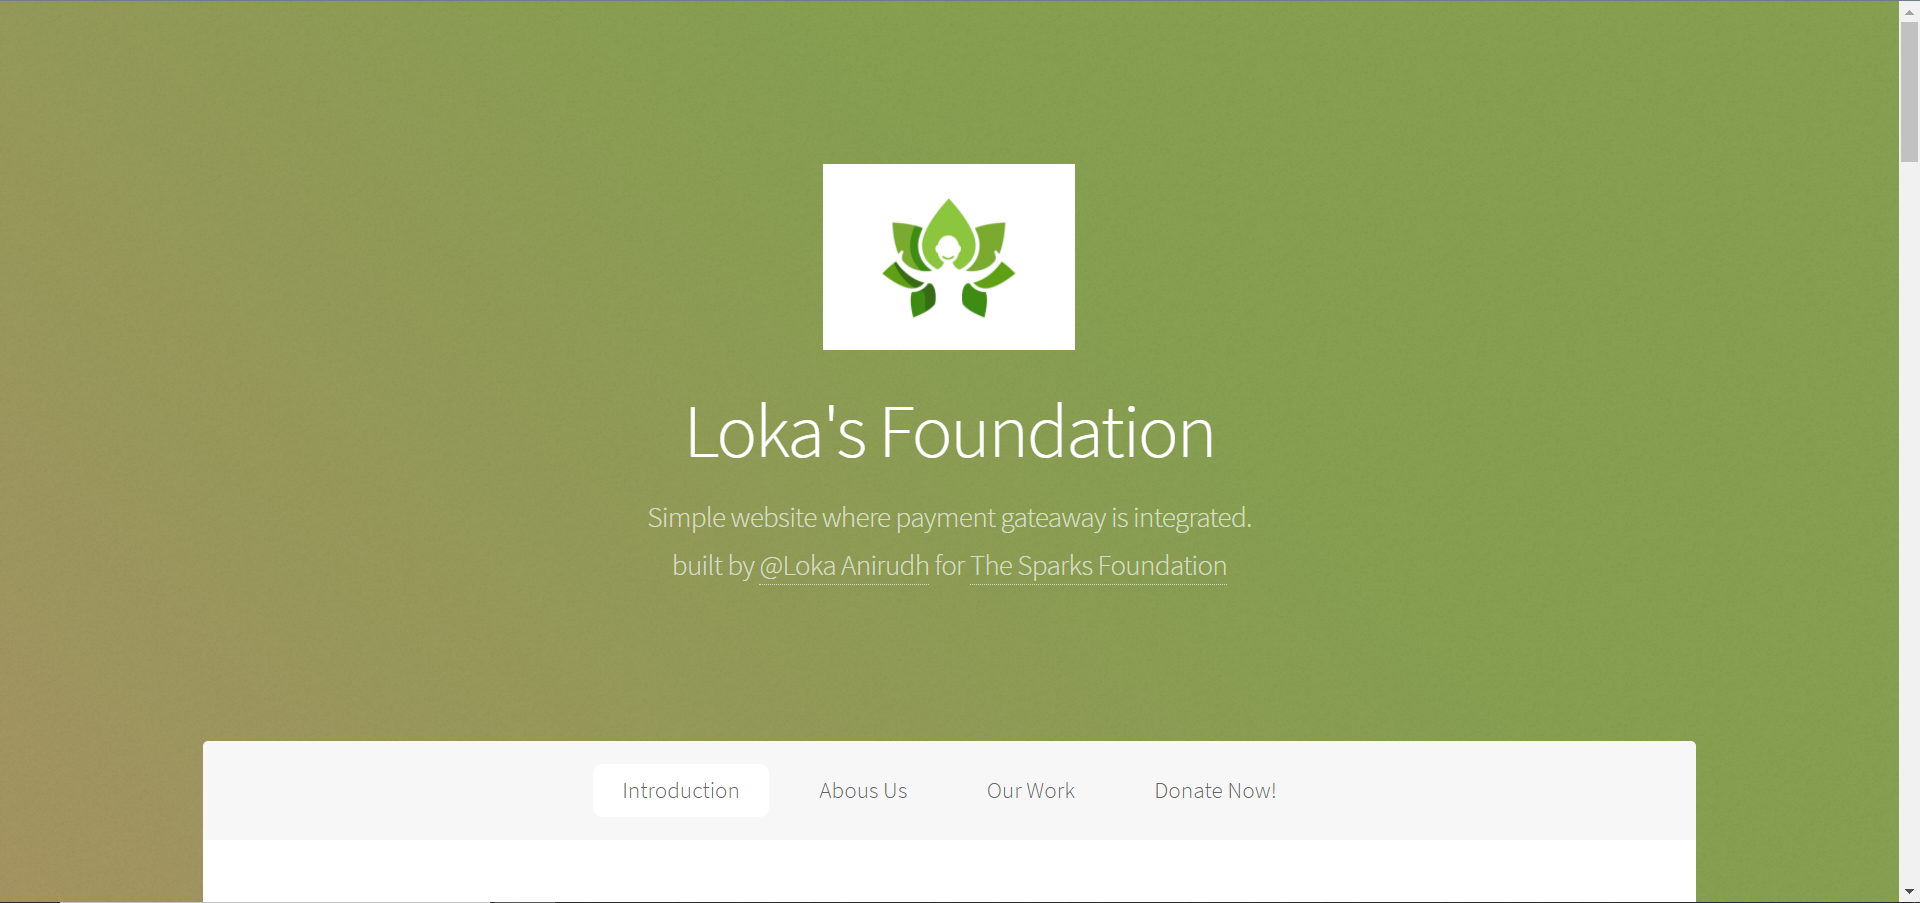 Loka's Foundation
Simple website where payment gateaway is integrated.
built by @Loka Anirudh for The Sparks Foundation
Introduction
Abous Us
Our Work
Donate Now!